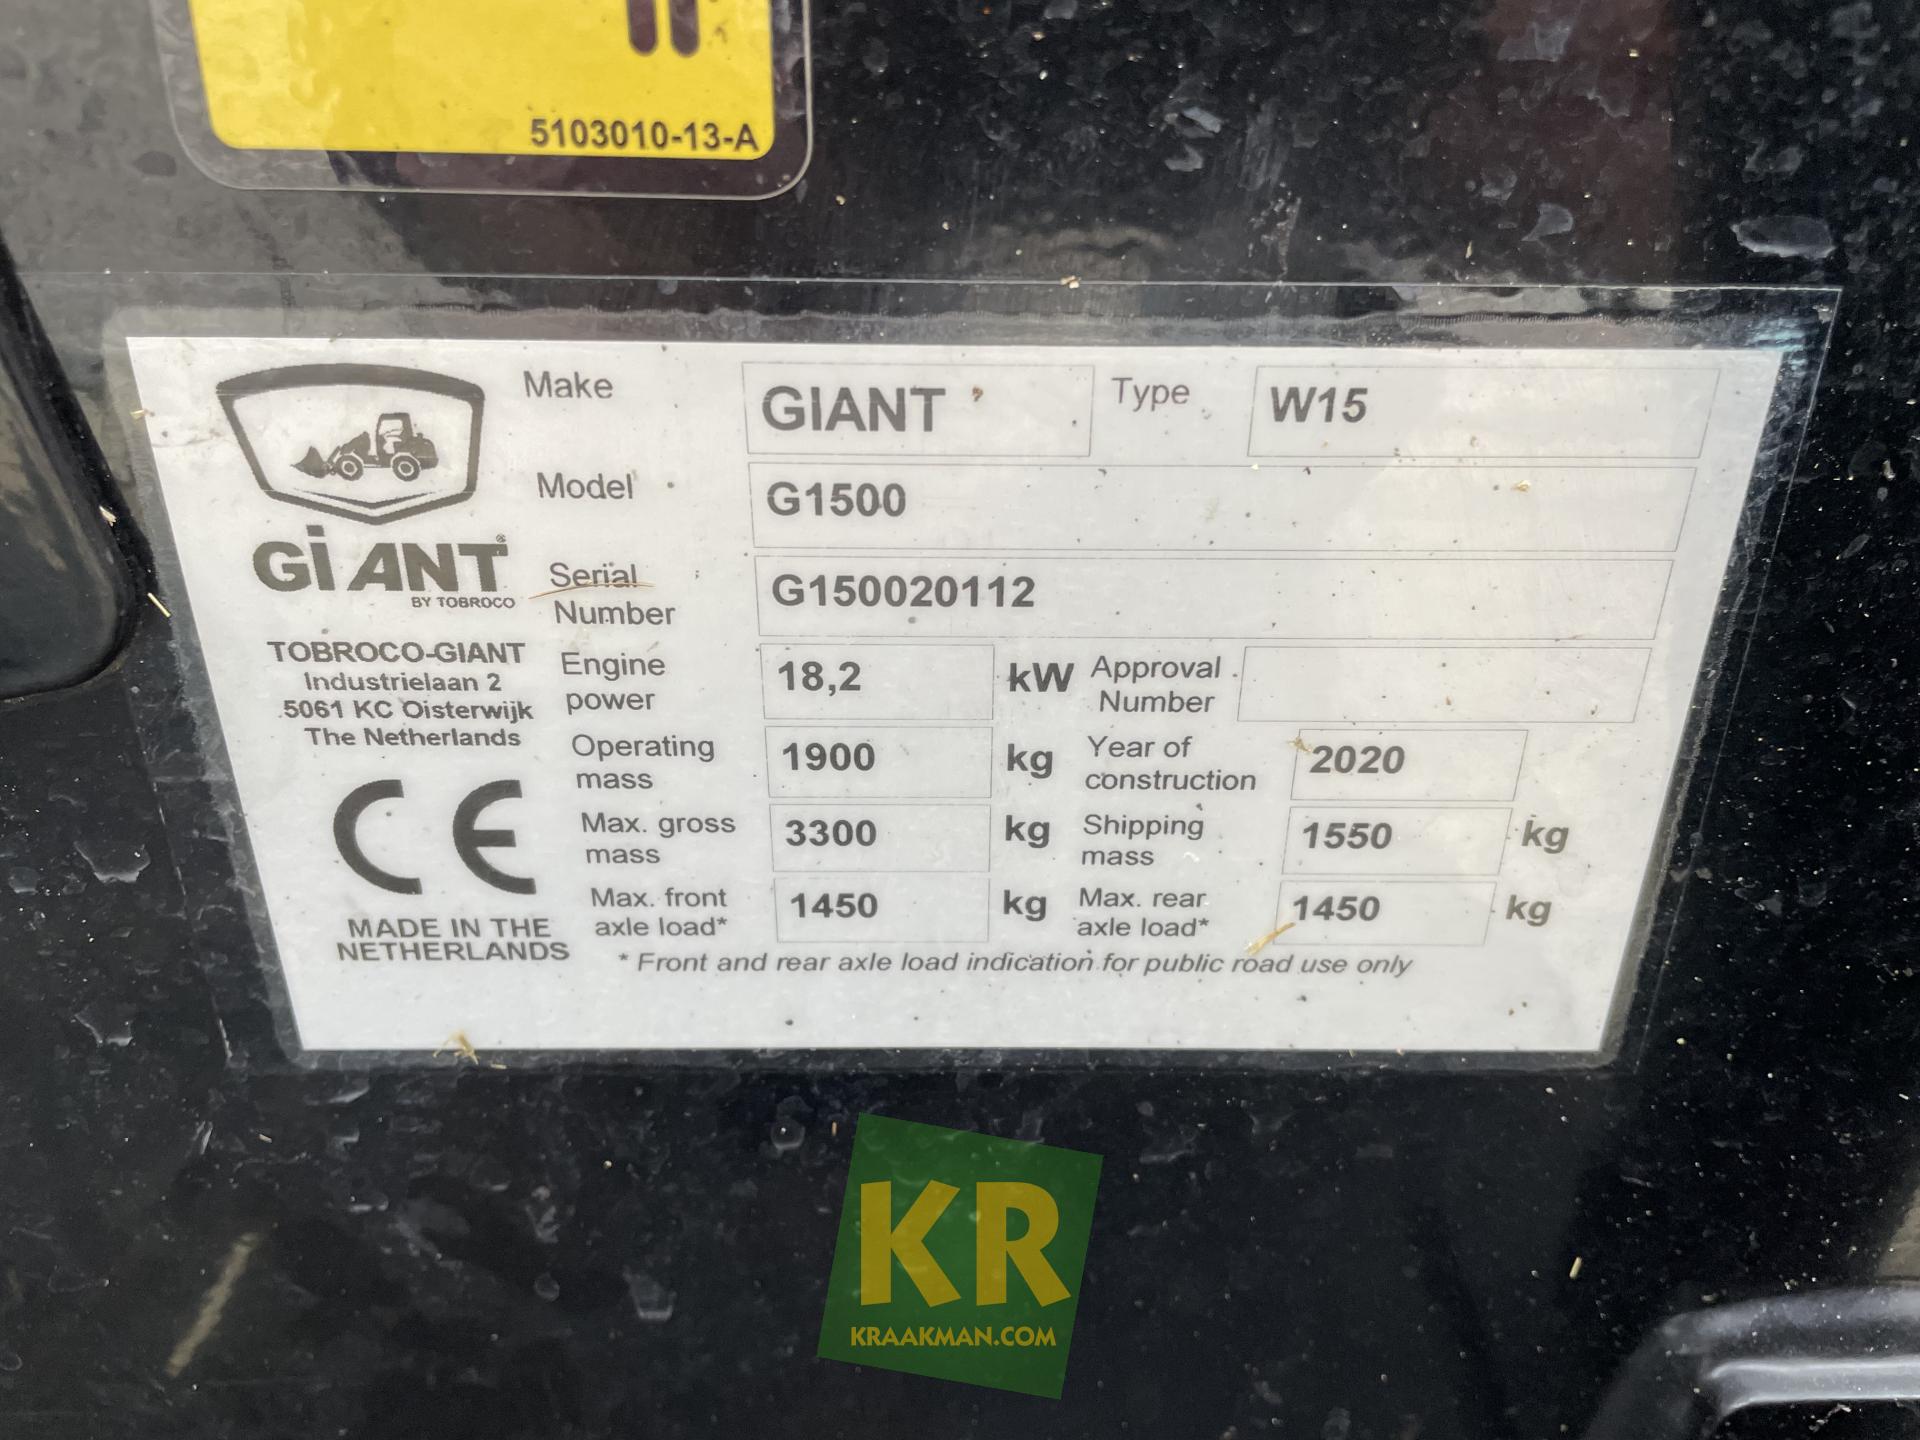 5103010-13-A
Make GIANT Type W15
Model G1500
GiANT®
BY TOBROCO
Serial Number G150020112
TOBROCO-GIANT
Industrielaan 2
5061 KC Oisterwijk
The Netherlands
Engine power 18,2 kW Approval Number
Operating mass 1900 kg Year of construction 2020
CE
Max. gross mass 3300 kg Shipping mass 1550 kg
Max. front axle load* 1450 kg Max. rear axle load* 1450 kg
MADE IN THE
NETHERLANDS
* Front and rear axle load indication for public road use only
KR
KRAAKMAN.COM